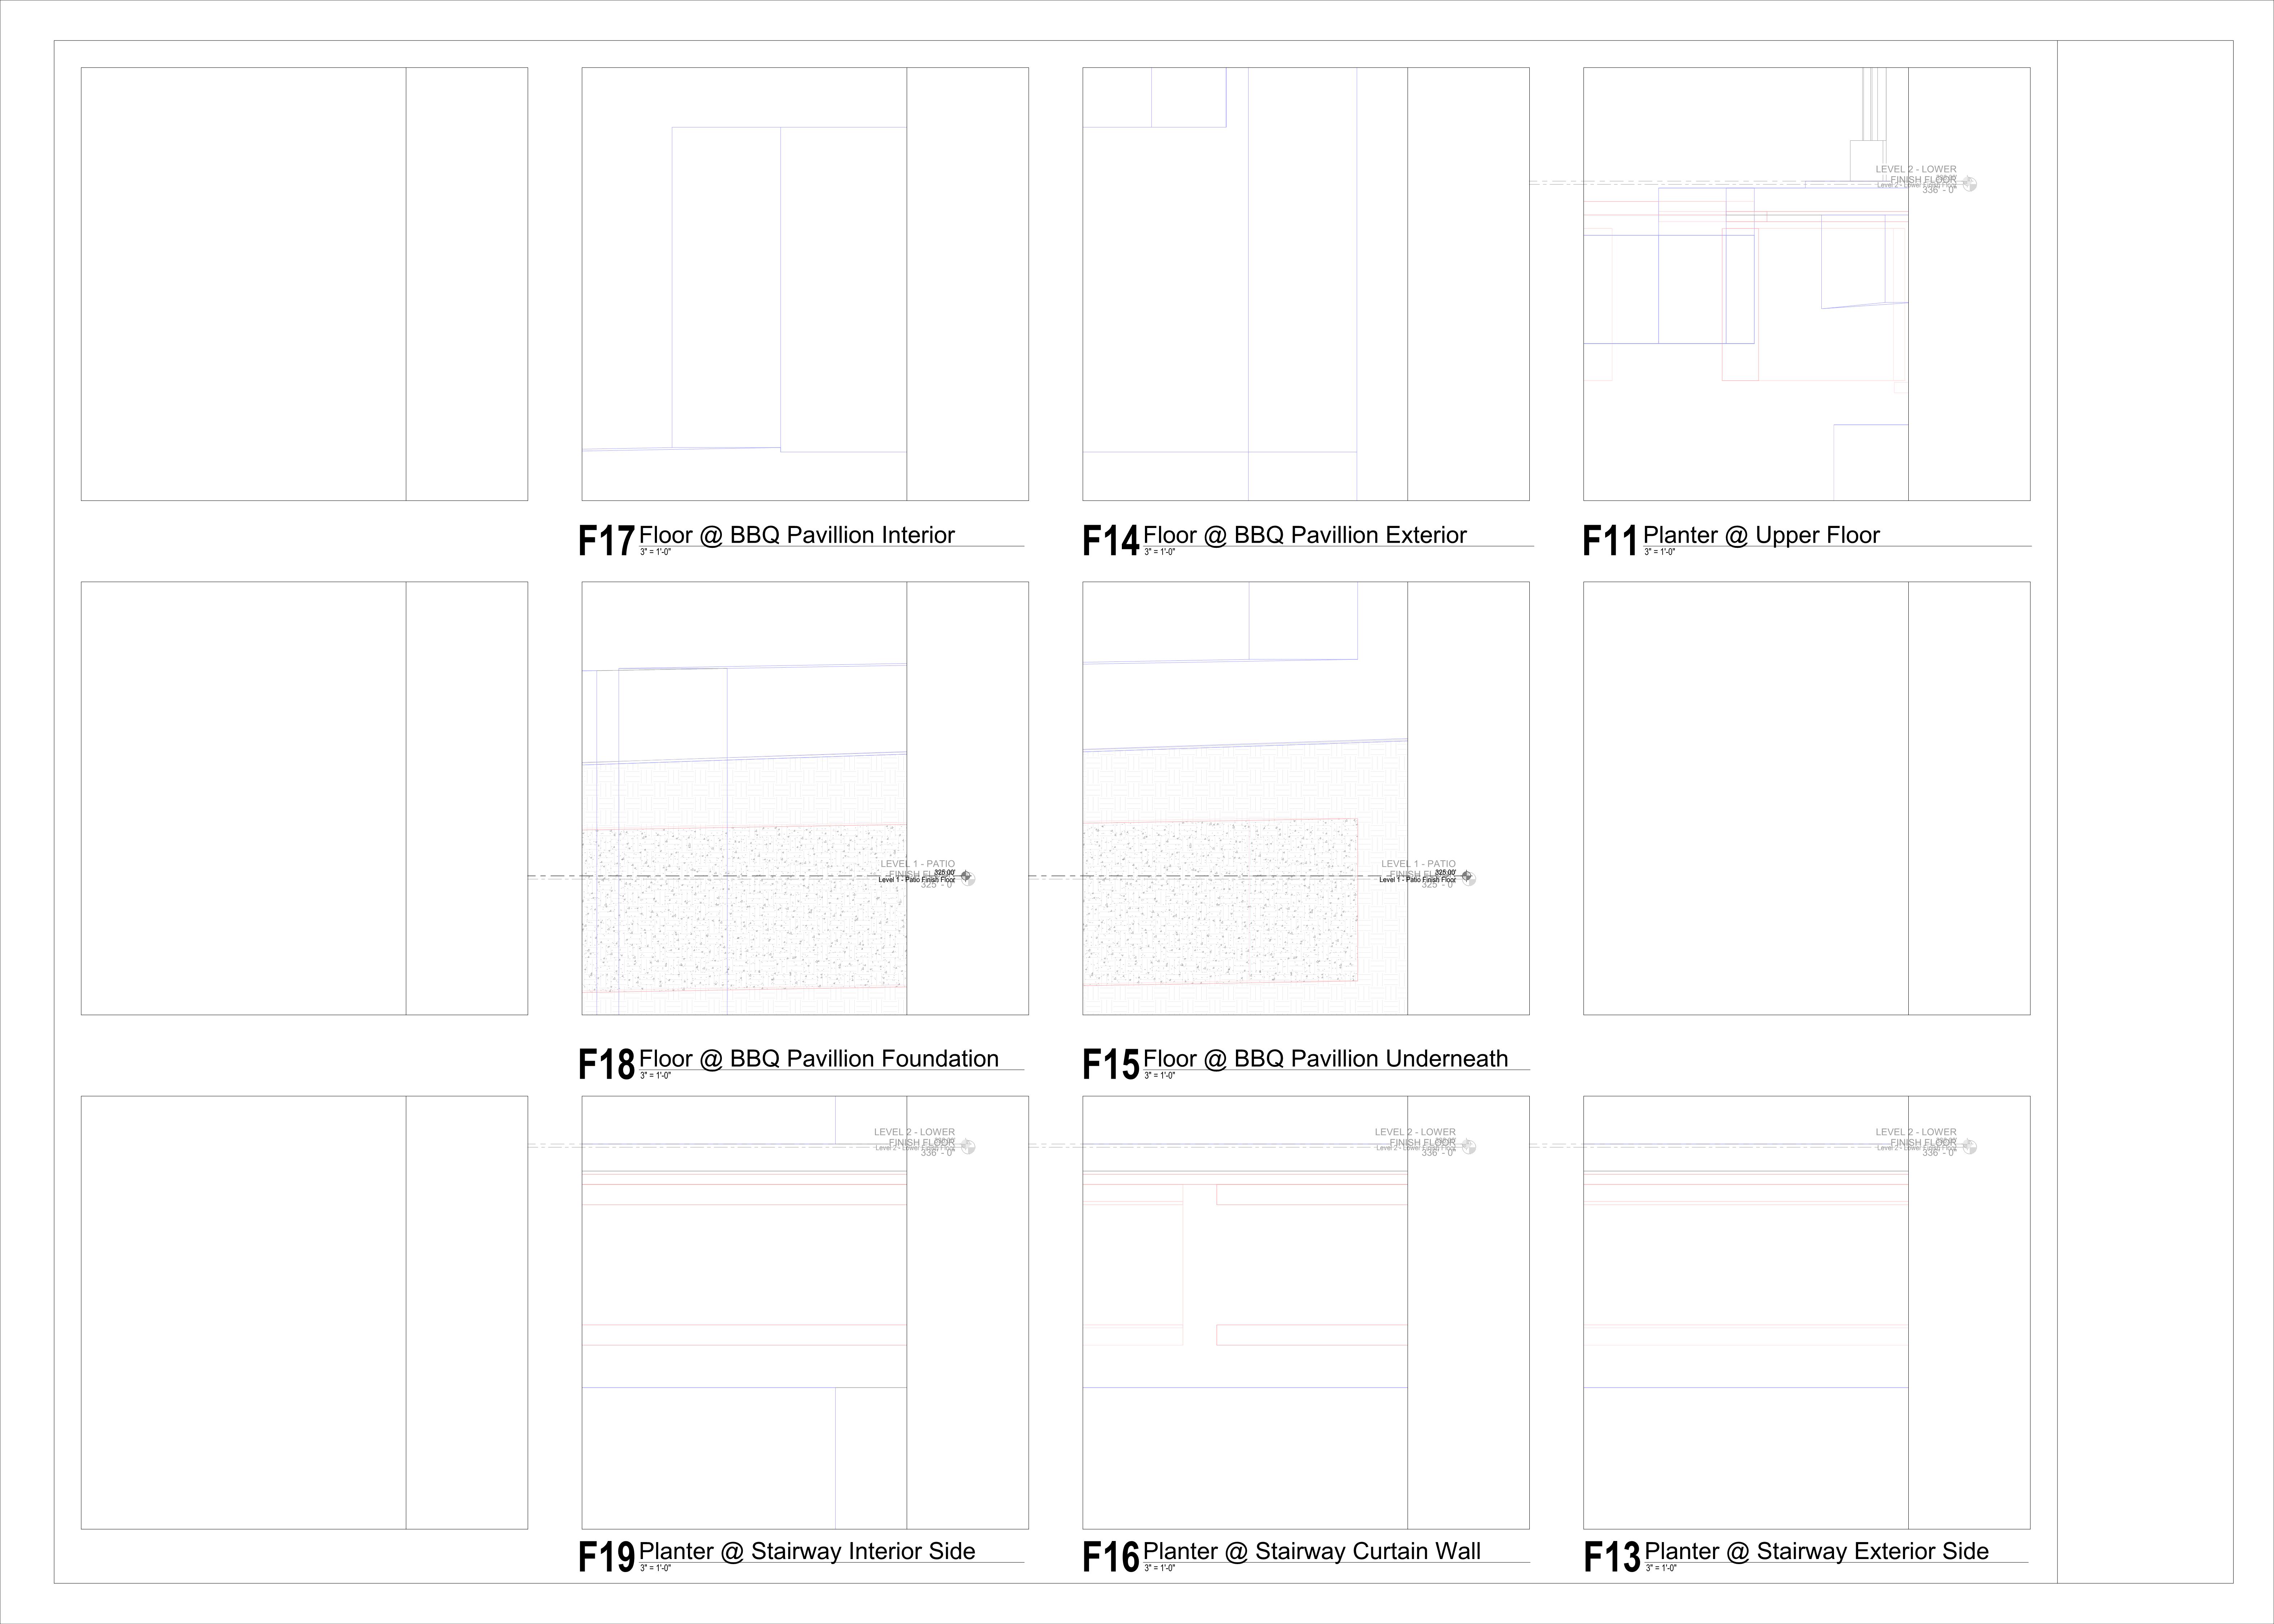 LEVEL 2 - LOWER
FINISH FLOOR
Level 2 - Lower Finish Floor
336' - 0"
F17 Floor @ BBQ Pavillion Interior
3" = 1'-0"
F14 Floor @ BBQ Pavillion Exterior
3" = 1'-0"
F11 Planter @ Upper Floor
3" = 1'-0"
LEVEL 1 - PATIO
FINISH FLOOR
325.00'
Level 1 - Patio Finish Floor
325' - 0"
LEVEL 1 - PATIO
FINISH FLOOR
325.00'
Level 1 - Patio Finish Floor
325' - 0"
F18 Floor @ BBQ Pavillion Foundation
3" = 1'-0"
F15 Floor @ BBQ Pavillion Underneath
3" = 1'-0"
LEVEL 2 - LOWER
FINISH FLOOR
Level 2 - Lower Finish Floor
336' - 0"
LEVEL 2 - LOWER
FINISH FLOOR
Level 2 - Lower Finish Floor
336' - 0"
LEVEL 2 - LOWER
FINISH FLOOR
Level 2 - Lower Finish Floor
336' - 0"
F19 Planter @ Stairway Interior Side
3" = 1'-0"
F16 Planter @ Stairway Curtain Wall
3" = 1'-0"
F13 Planter @ Stairway Exterior Side
3" = 1'-0"